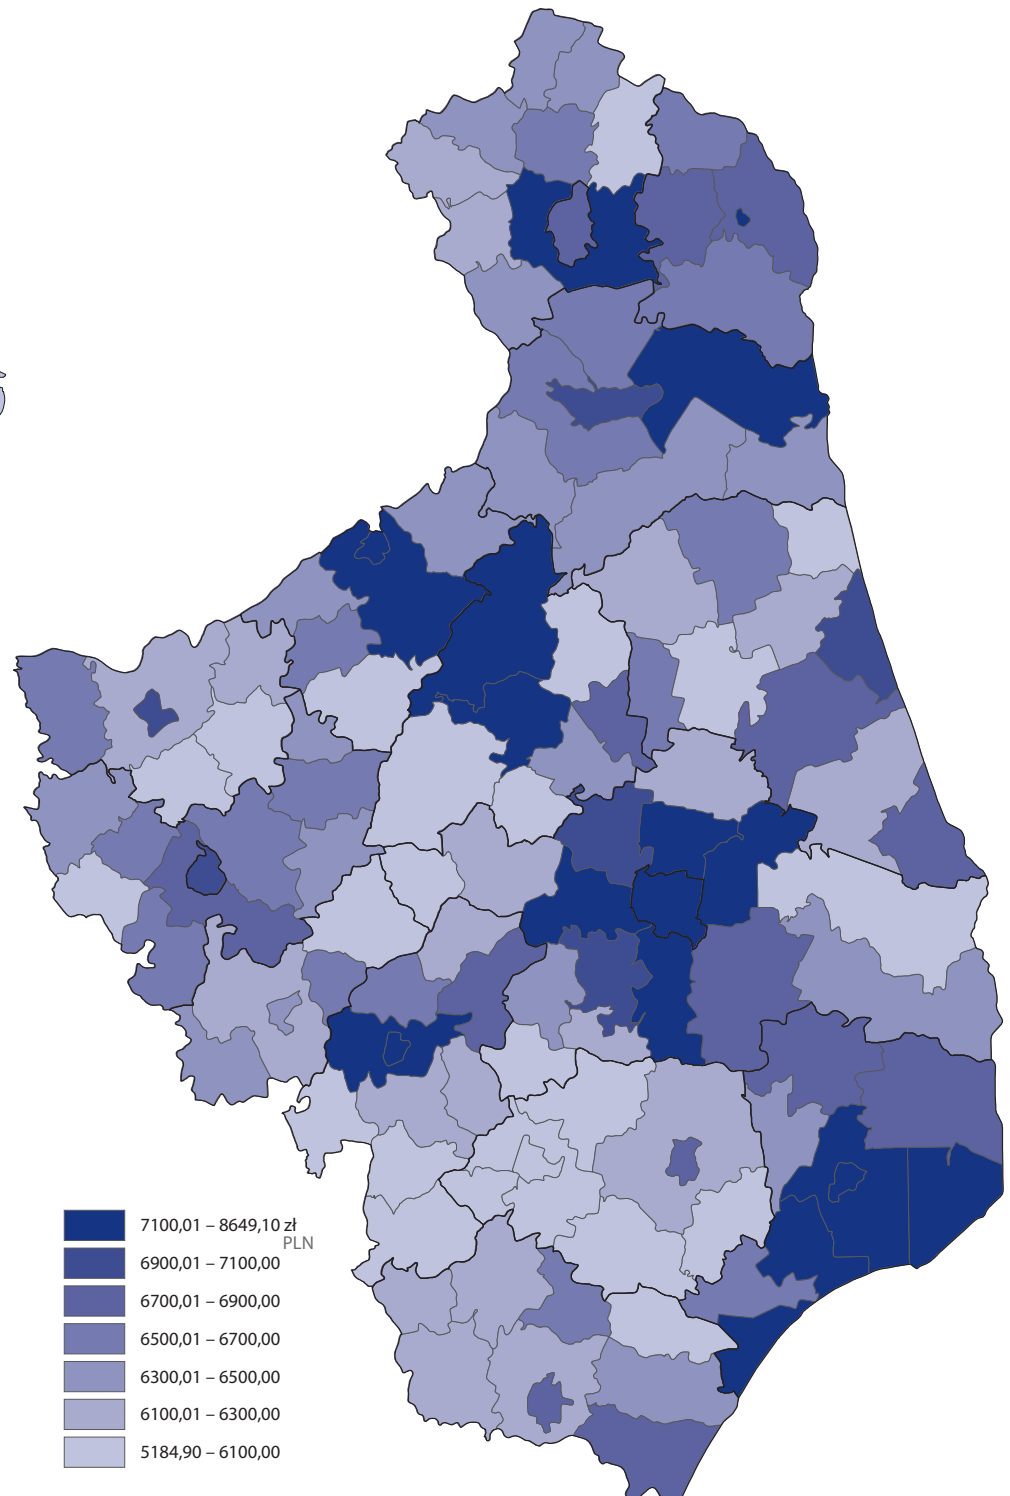 7100,01 – 8649,10 zł
PLN
6900,01 – 7100,00
6700,01 – 6900,00
6500,01 – 6700,00
6300,01 – 6500,00
6100,01 – 6300,00
5184,90 – 6100,00